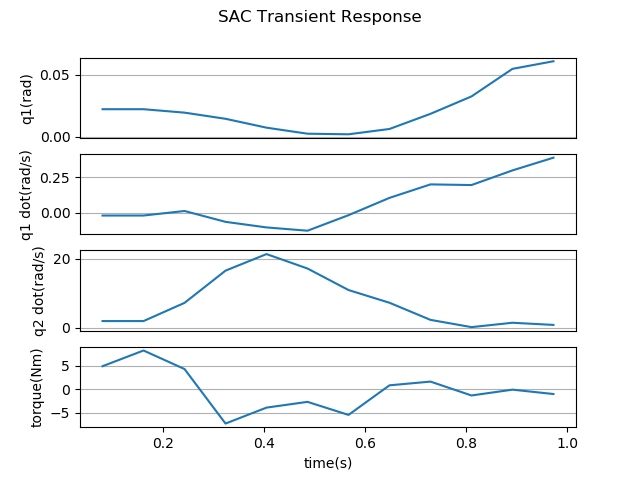 SAC Transient Response
q1(rad)
0.05
0.00
q1 dot(rad/s)
0.25
0.00
q2 dot(rad/s)
20
0
torque(Nm)
5
0
−5
0.2 0.4 0.6 0.8 1.0
time(s)